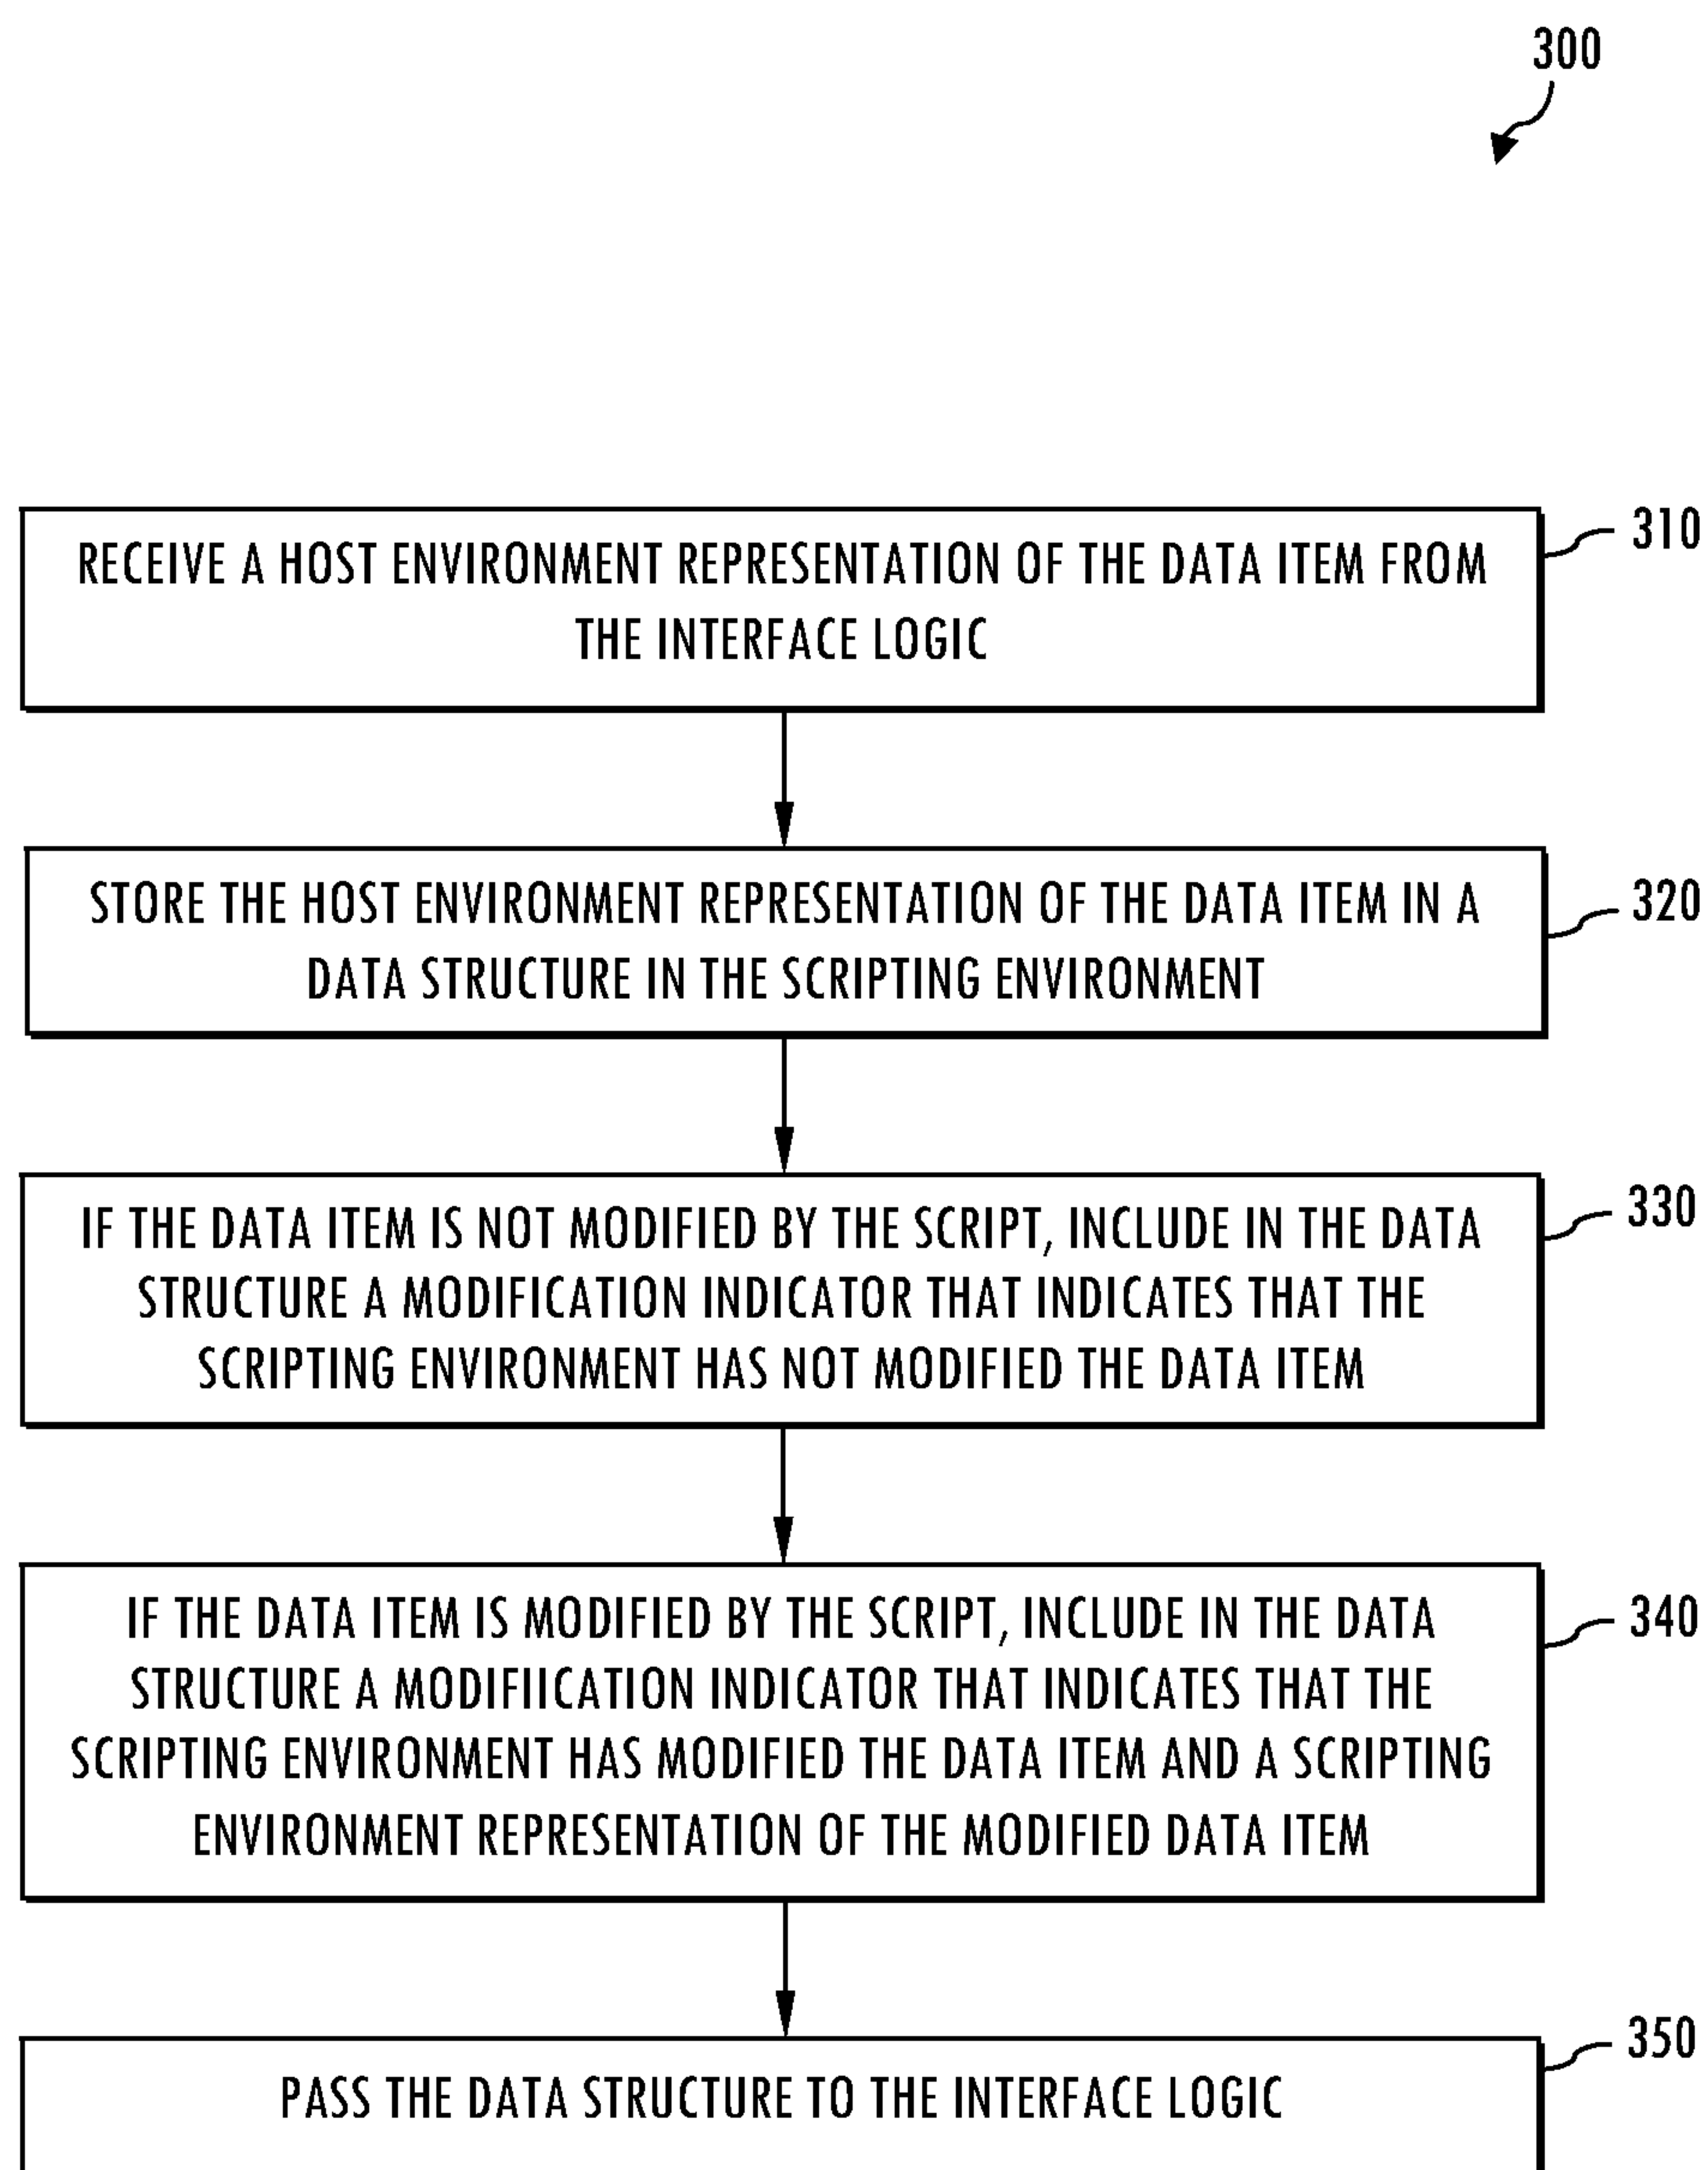 300
RECEIVE A HOST ENVIRONMENT REPRESENTATION OF THE DATA ITEM FROM
THE INTERFACE LOGIC
310
STORE THE HOST ENVIRONMENT REPRESENTATION OF THE DATA ITEM IN A
DATA STRUCTURE IN THE SCRIPTING ENVIRONMENT
320
IF THE DATA ITEM IS NOT MODIFIED BY THE SCRIPT, INCLUDE IN THE DATA
STRUCTURE A MODIFICATION INDICATOR THAT INDICATES THAT THE
SCRIPTING ENVIRONMENT HAS NOT MODIFIED THE DATA ITEM
330
IF THE DATA ITEM IS MODIFIED BY THE SCRIPT, INCLUDE IN THE DATA
STRUCTURE A MODIFIICATION INDICATOR THAT INDICATES THAT THE
SCRIPTING ENVIRONMENT HAS MODIFIED THE DATA ITEM AND A SCRIPTING
ENVIRONMENT REPRESENTATION OF THE MODIFIED DATA ITEM
340
PASS THE DATA STRUCTURE TO THE INTERFACE LOGIC
350